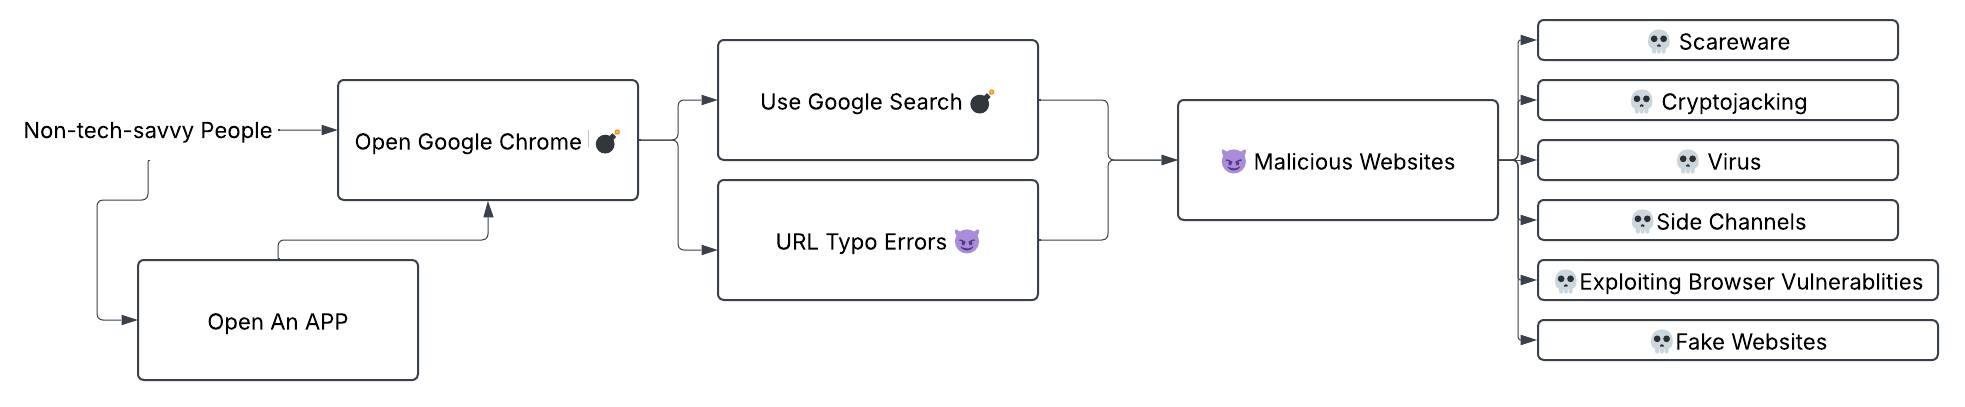 Non-tech-savvy People
Open Google Chrome 💣
Open An APP
Use Google Search 💣
URL Typo Errors 😈
😈 Malicious Websites
💀 Scareware
💀 Cryptojacking
💀 Virus
💀Side Channels
💀Exploiting Browser Vulnerablities
💀Fake Websites